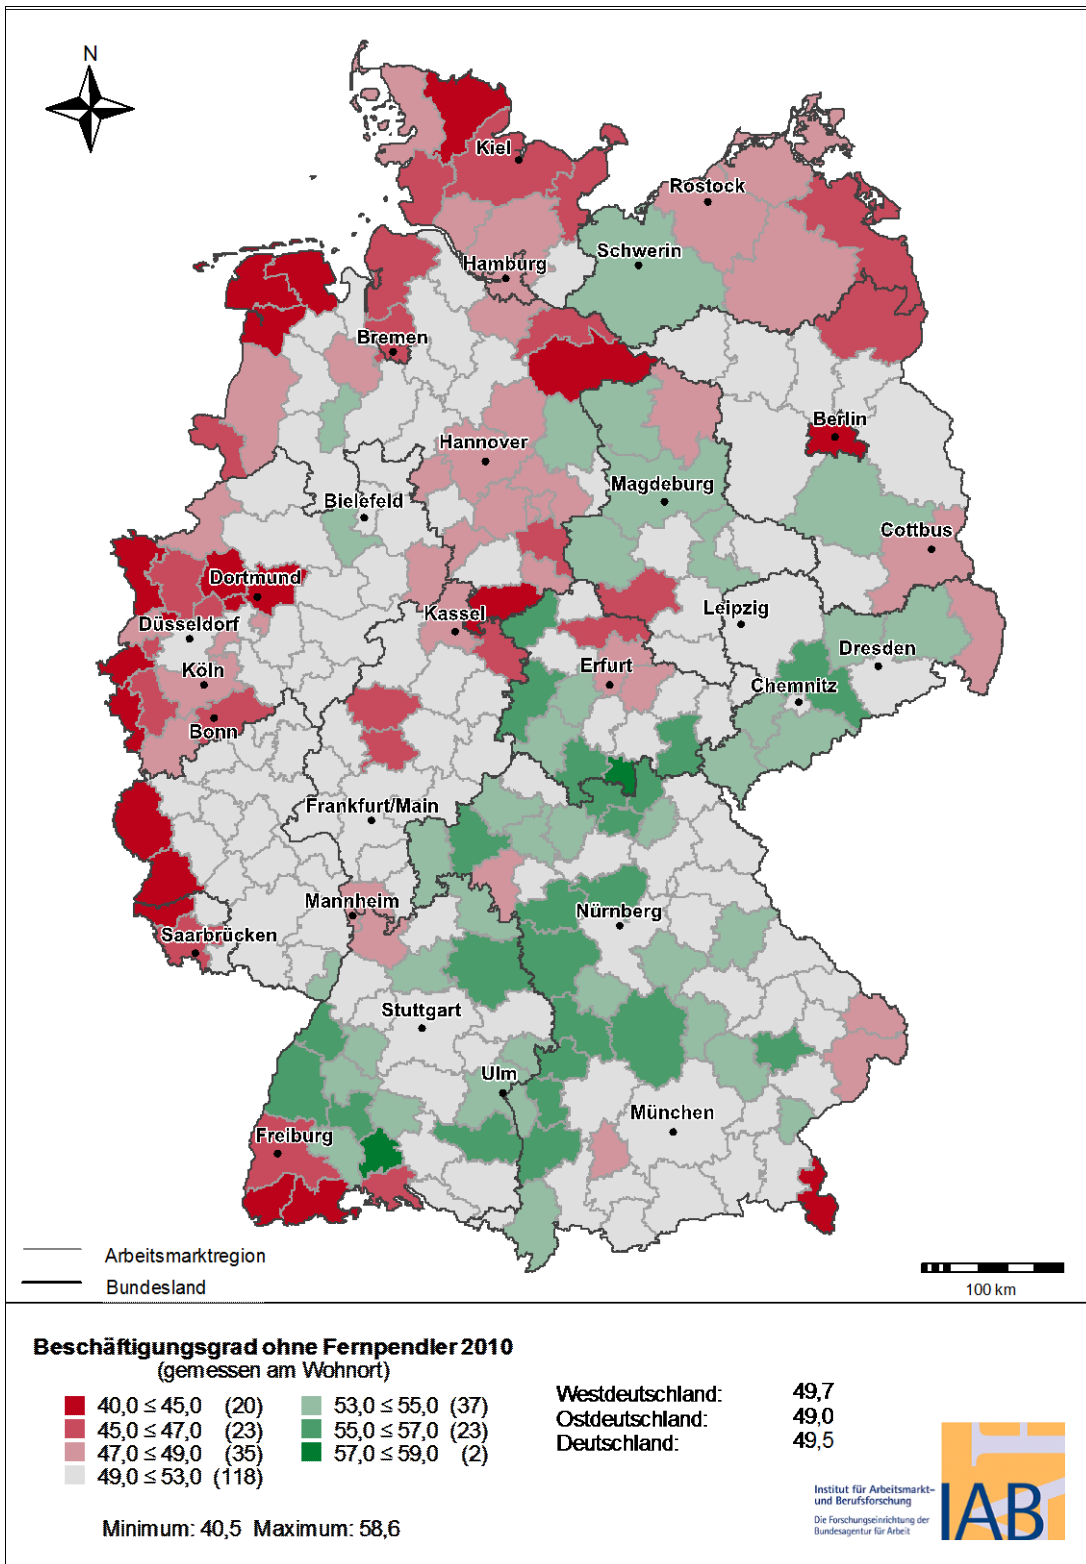 N
Kiel
Rostock
Schwerin
Hamburg
Bremen
Berlin
Hannover
Magdeburg
Bielefeld
Cottbus
Dortmund
Kassel
Leipzig
Düsseldorf
Dresden
Köln
Erfurt
Chemnitz
Bonn
Frankfurt/Main
Mannheim
Nürnberg
Saarbrücken
Stuttgart
Ulm
München
Freiburg
Arbeitsmarktregion
Bundesland
100 km
Beschäftigungsgrad ohne Fernpendler 2010
(gemessen am Wohnort)
40,0 ≤ 45,0 (20)
45,0 ≤ 47,0 (23)
47,0 ≤ 49,0 (35)
49,0 ≤ 53,0 (118)
53,0 ≤ 55,0 (37)
55,0 ≤ 57,0 (23)
57,0 ≤ 59,0 (2)
Minimum: 40,5 Maximum: 58,6
Westdeutschland: 49,7
Ostdeutschland: 49,0
Deutschland: 49,5
Institut für Arbeitsmarkt-
und Berufsforschung
Die Forschungseinrichtung der
Bundesagentur für Arbeit
IAB